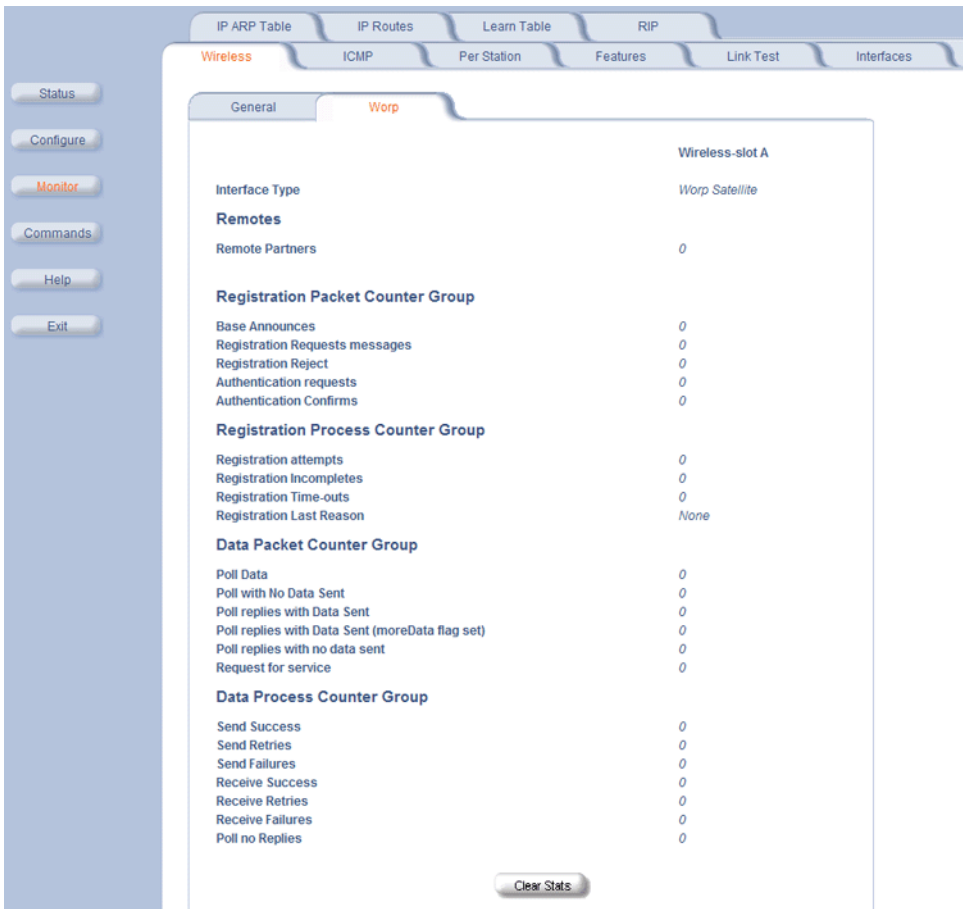 IP ARP Table IP Routes Learn Table RIP
Wireless ICMP Per Station Features Link Test Interfaces
Status
Configure
Monitor
Commands
Help
Exit
General Worp
Wireless-slot A
Interface Type Worp Satellite
Remotes
Remote Partners 0
Registration Packet Counter Group
Base Announces 0
Registration Requests messages 0
Registration Reject 0
Authentication requests 0
Authentication Confirms 0
Registration Process Counter Group
Registration attempts 0
Registration Incompletes 0
Registration Time-outs 0
Registration Last Reason None
Data Packet Counter Group
Poll Data 0
Poll with No Data Sent 0
Poll replies with Data Sent 0
Poll replies with Data Sent (moreData flag set) 0
Poll replies with no data sent 0
Request for service 0
Data Process Counter Group
Send Success 0
Send Retries 0
Send Failures 0
Receive Success 0
Receive Retries 0
Receive Failures 0
Poll no Replies 0
Clear Stats